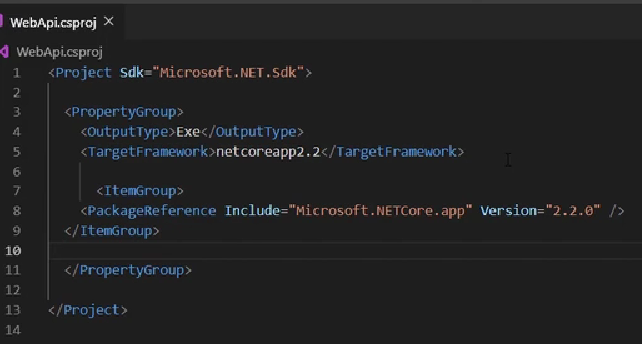 WebApi.csproj
WebApi.csproj
1 <Project Sdk="Microsoft.NET.Sdk">
2
3 <PropertyGroup>
4 <OutputType>Exe</OutputType>
5 <TargetFramework>netcoreapp2.2</TargetFramework>
6
7 <ItemGroup>
8 <PackageReference Include="Microsoft.NETCore.app" Version="2.2.0" />
9 </ItemGroup>
10
11 </PropertyGroup>
12
13 </Project>
14